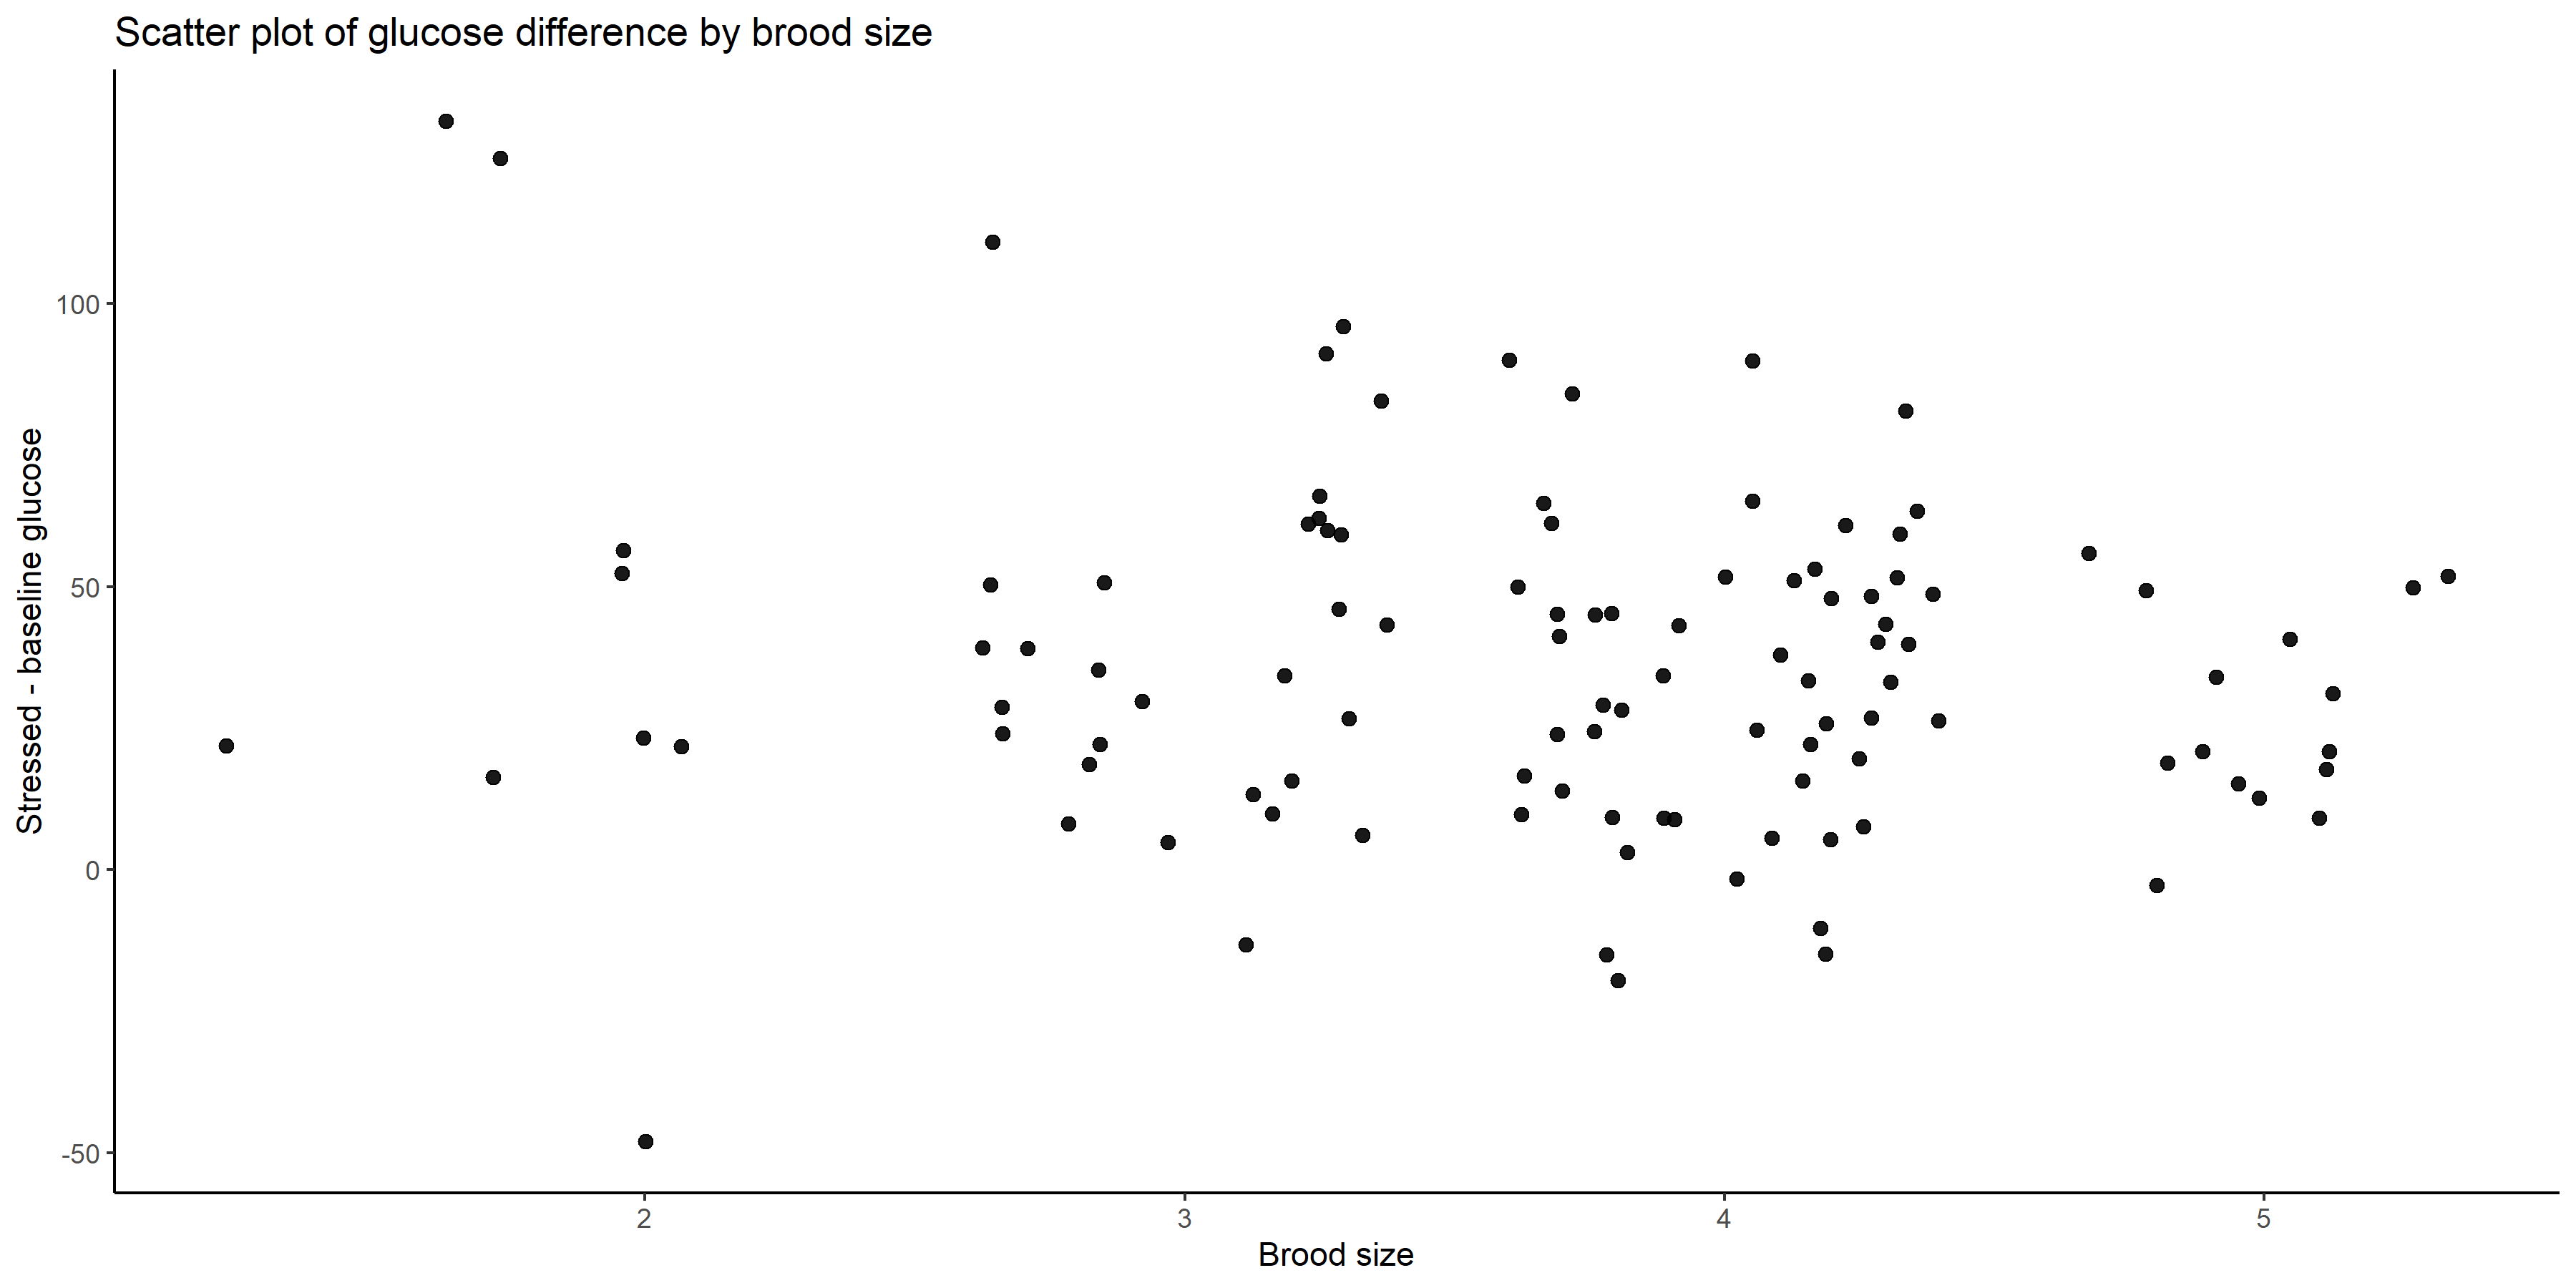 Scatter plot of glucose difference by brood size
Stressed - baseline glucose
100
50
0
-50
2
3
4
5
Brood size